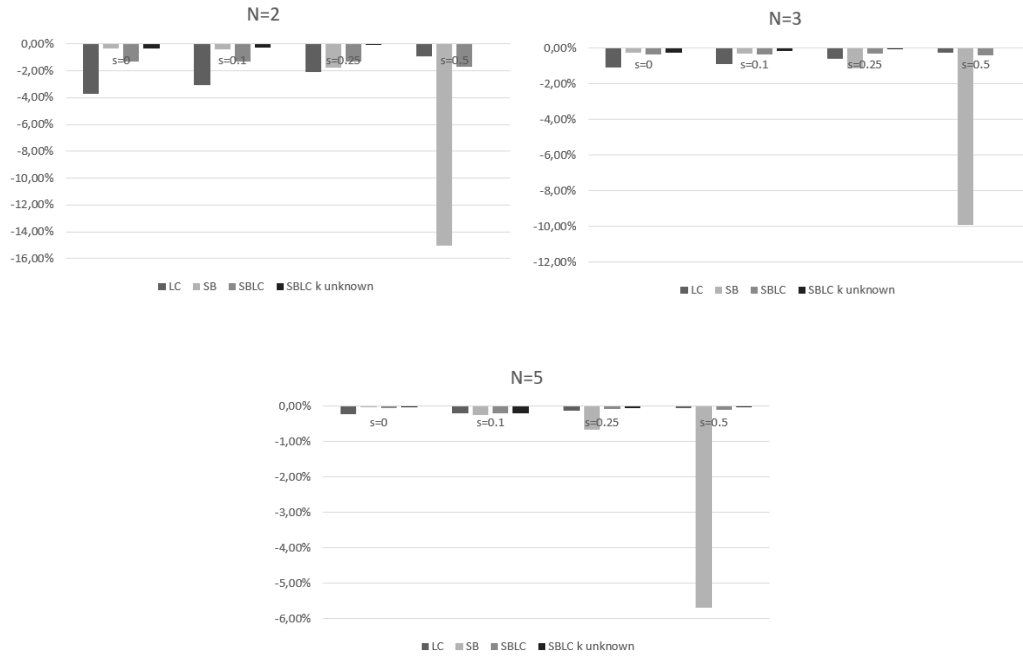 N=2
0,00%
-2,00%
-4,00%
-6,00%
-8,00%
-10,00%
-12,00%
-14,00%
-16,00%
s=0 s=0.1 s=0.25 s=0.5
LC SB SBLC SBLC k unknown
N=3
0,00%
-2,00%
-4,00%
-6,00%
-8,00%
-10,00%
-12,00%
s=0 s=0.1 s=0.25 s=0.5
LC SB SBLC SBLC k unknown
N=5
0,00%
-1,00%
-2,00%
-3,00%
-4,00%
-5,00%
-6,00%
s=0 s=0.1 s=0.25 s=0.5
LC SB SBLC SBLC k unknown